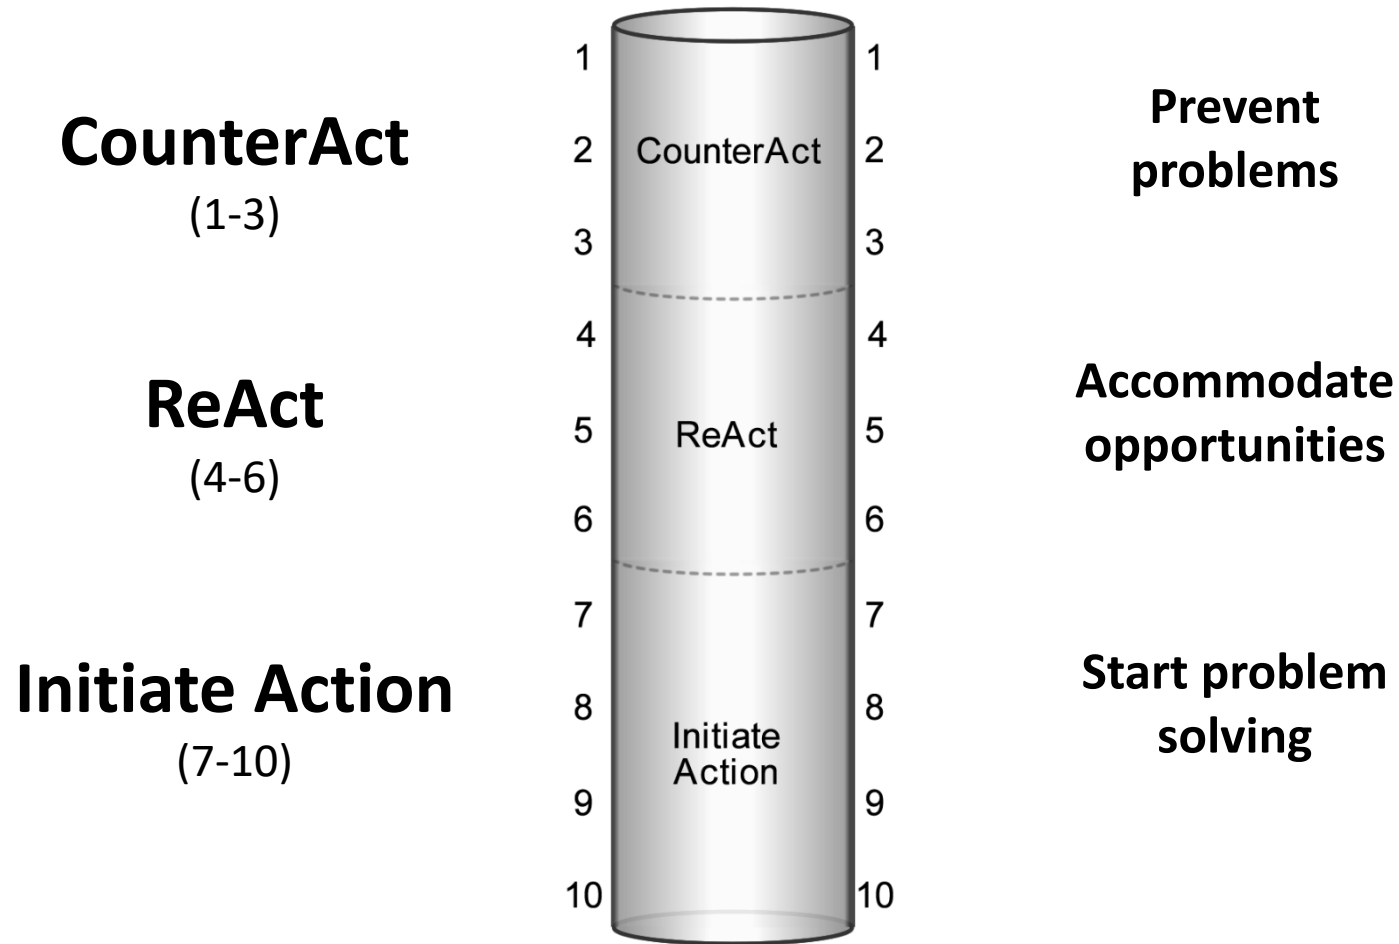 CounterAct
(1-3)
ReAct
(4-6)
Initiate Action
(7-10)
1
2
3
4
5
6
7
8
9
10
CounterAct
ReAct
Initiate
Action
1
2
3
4
5
6
7
8
9
10
Prevent
problems
Accommodate
opportunities
Start problem
solving